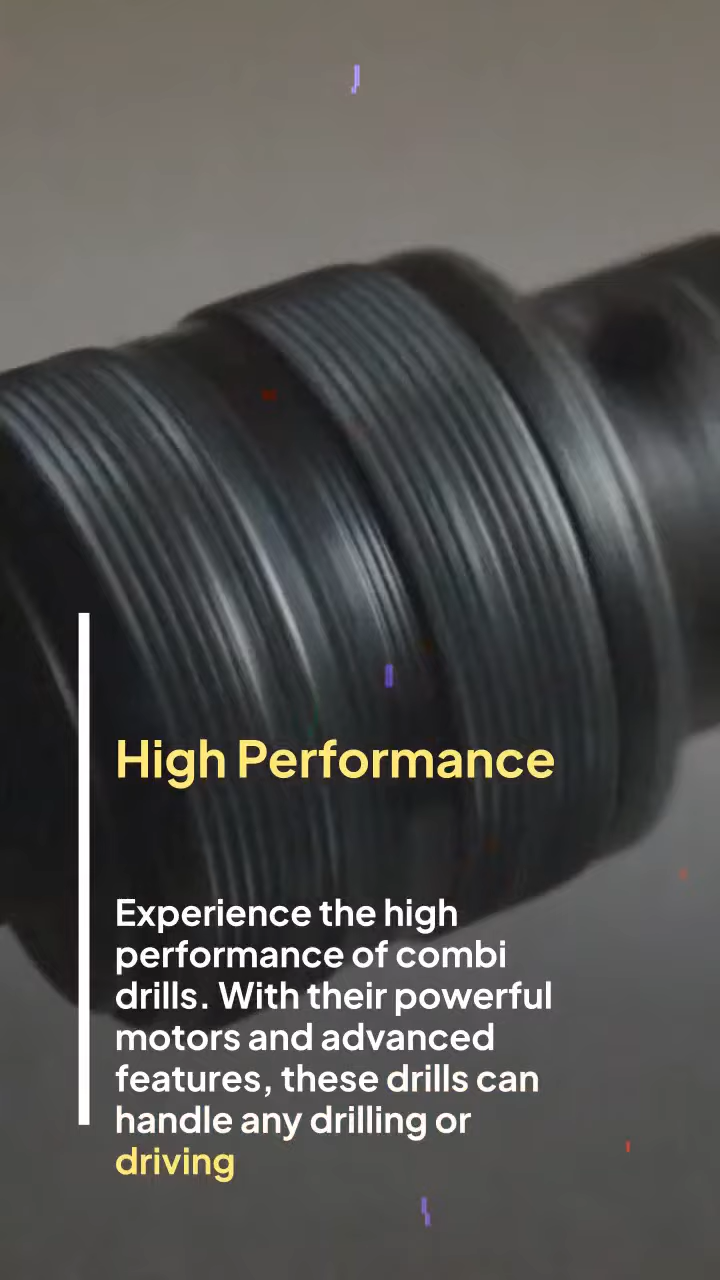 High Performance
Experience the high
performance of combi
drills. With their powerful
motors and advanced
features, these drills can
handle any drilling or
driving